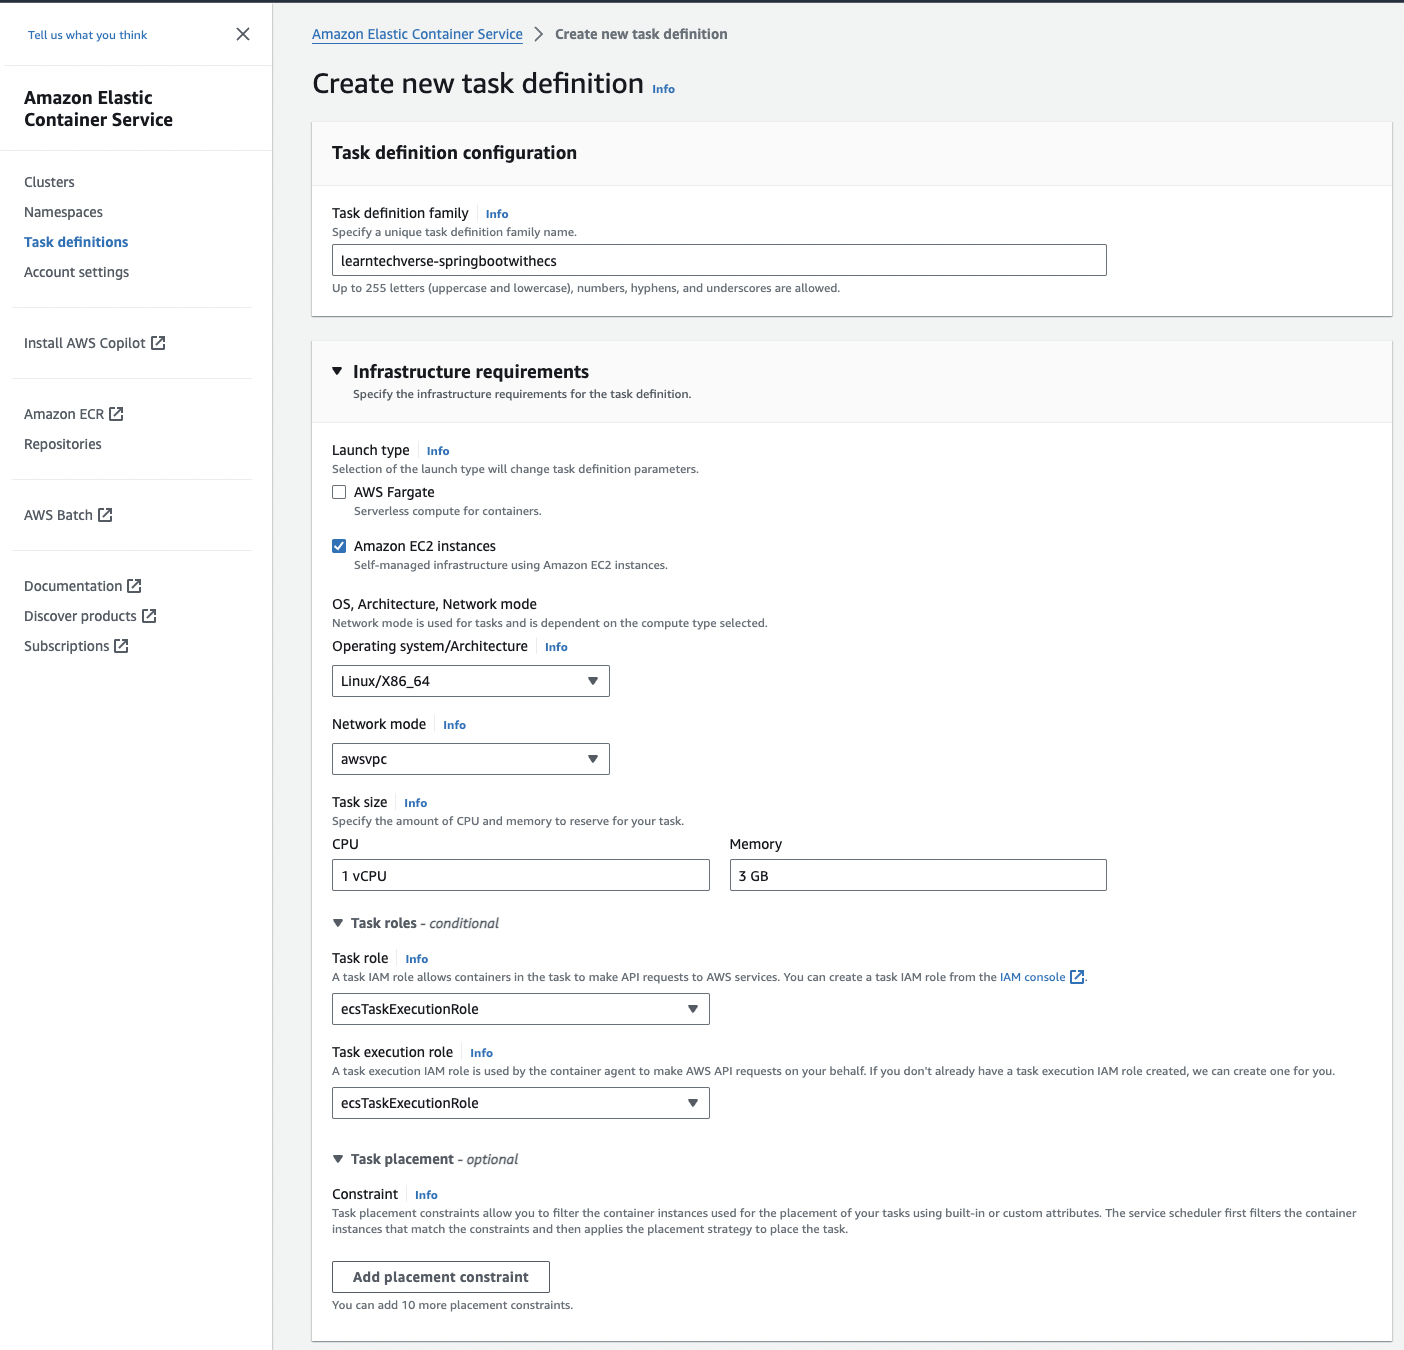 Tell us what you think
Amazon Elastic
Container Service
Clusters
Namespaces
Task definitions
Account settings
Install AWS Copilot
Amazon ECR
Repositories
AWS Batch
Documentation
Discover products
Subscriptions
Amazon Elastic Container Service > Create new task definition
Create new task definition Info
Task definition configuration
Task definition family Info
Specify a unique task definition family name.
learntechverse-springbootwithecs
Up to 255 letters (uppercase and lowercase), numbers, hyphens, and underscores are allowed.
Infrastructure requirements
Specify the infrastructure requirements for the task definition.
Launch type Info
Selection of the launch type will change task definition parameters.
AWS Fargate
Serverless compute for containers.
Amazon EC2 instances
Self-managed infrastructure using Amazon EC2 instances.
OS, Architecture, Network mode
Network mode is used for tasks and is dependent on the compute type selected.
Operating system/Architecture Info
Linux/X86_64
Network mode Info
awsvpc
Task size Info
Specify the amount of CPU and memory to reserve for your task.
CPU Memory
1 vCPU 3 GB
Task roles - conditional
Task role Info
A task IAM role allows containers in the task to make API requests to AWS services. You can create a task IAM role from the IAM console.
ecsTaskExecutionRole
Task execution role Info
A task execution IAM role is used by the container agent to make AWS API requests on your behalf. If you don't already have a task execution IAM role created, we can create one for you.
ecsTaskExecutionRole
Task placement - optional
Constraint Info
Task placement constraints allow you to filter the container instances used for the placement of your tasks using built-in or custom attributes. The service scheduler first filters the container
instances that match the constraints and then applies the placement strategy to place the task.
Add placement constraint
You can add 10 more placement constraints.